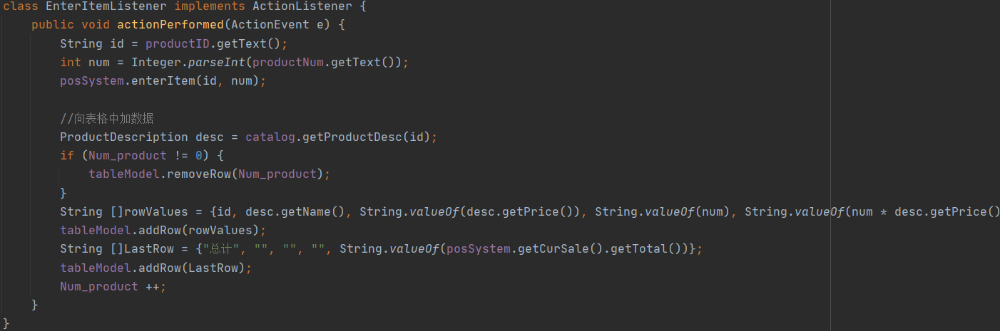 class EnterItemListener implements ActionListener {
    public void actionPerformed(ActionEvent e) {
        String id = productID.getText();
        int num = Integer.parseInt(productNum.getText());
        posSystem.enterItem(id, num);

        //向表格中加数据
        ProductDescription desc = catalog.getProductDesc(id);
        if (Num_product != 0) {
            tableModel.removeRow(Num_product);
        }
        String []rowValues = {id, desc.getName(), String.valueOf(desc.getPrice()), String.valueOf(num), String.valueOf(num * desc.getPrice()
        tableModel.addRow(rowValues);
        String []LastRow = {"总计", "", "", "", String.valueOf(posSystem.getCurSale().getTotal())};
        tableModel.addRow(LastRow);
        Num_product ++;
    }
}